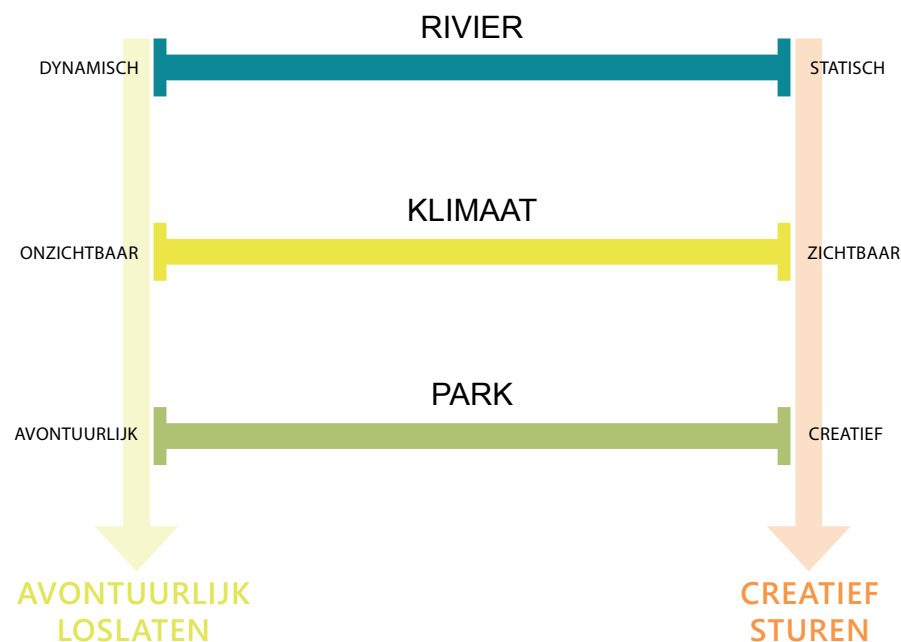 RIVIER
DYNAMISCH
STATISCH
KLIMAAT
ONZICHTBAAR
ZICHTBAAR
PARK
AVONTUURLIJK
CREATIEF
AVONTUURLIJK
LOSLATEN
CREATIEF
STUREN